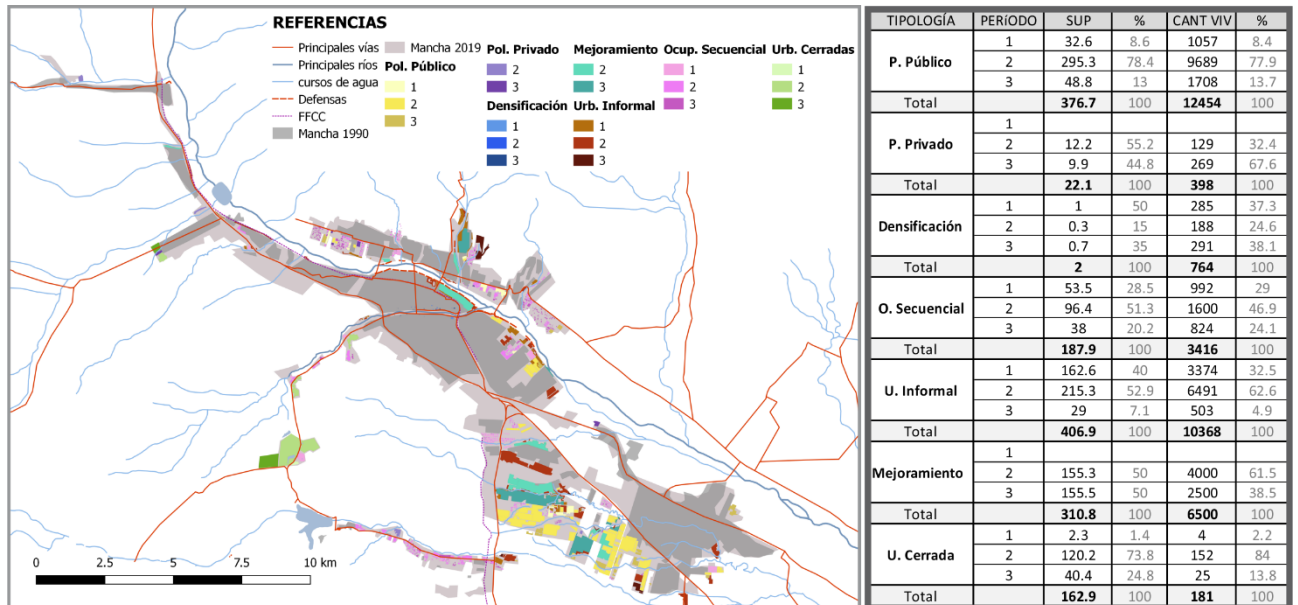 REFERENCIAS
Principales vías
Principales ríos
cursos de agua
Defensas
FFCC
Mancha 1990
Mancha 2019
Pol. Público
1
2
3
Pol. Privado
2
3
Densificación
1
2
3
Mejoramiento
2
3
Urb. Informal
1
2
3
Ocup. Secuencial
1
2
3
Urb. Cerradas
1
2
3
0 2.5 5 7.5 10 km
TIPOLOGÍA PERÍODO SUP % CANT VIV %
P. Público
1 32.6 8.6 1057 8.4
2 295.3 78.4 9689 77.9
3 48.8 13 1708 13.7
Total 376.7 100 12454 100
P. Privado
1
2 12.2 55.2 129 32.4
3 9.9 44.8 269 67.6
Total 22.1 100 398 100
Densificación
1 1 50 285 37.3
2 0.3 15 188 24.6
3 0.7 35 291 38.1
Total 2 100 764 100
O. Secuencial
1 53.5 28.5 992 29
2 96.4 51.3 1600 46.9
3 38 20.2 824 24.1
Total 187.9 100 3416 100
U. Informal
1 162.6 40 3374 32.5
2 215.3 52.9 6491 62.6
3 29 7.1 503 4.9
Total 406.9 100 10368 100
Mejoramiento
1
2 155.3 50 4000 61.5
3 155.5 50 2500 38.5
Total 310.8 100 6500 100
U. Cerrada
1 2.3 1.4 4 2.2
2 120.2 73.8 152 84
3 40.4 24.8 25 13.8
Total 162.9 100 181 100